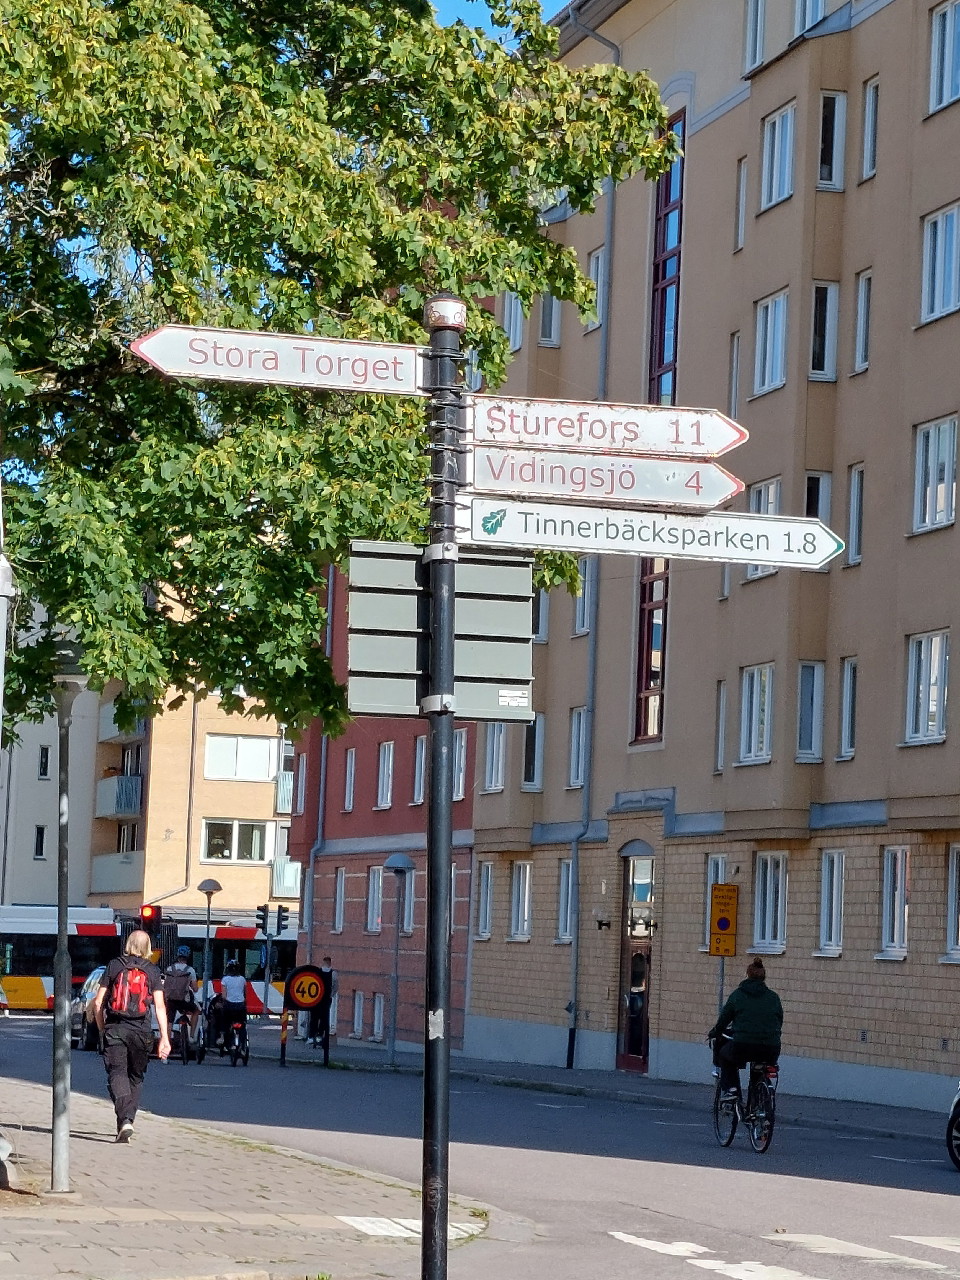 Stora Torget
Sturefors 11
Vidingsjö 4
Tinnerbäcksparken 1.8
40